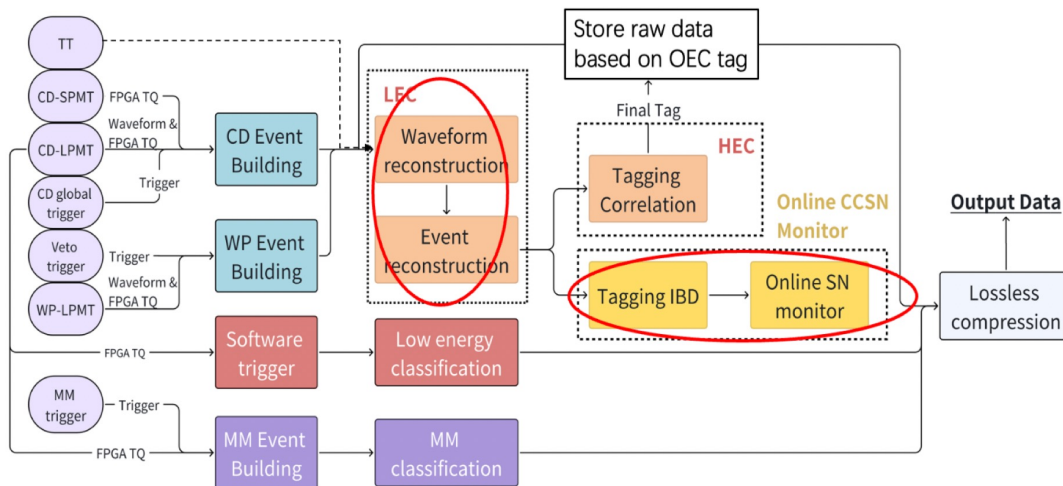 TT
CD-SPMT
FPGA TQ
Waveform &
FPGA TQ
CD-LPMT
Trigger
CD global
trigger
CD Event
Building
Veto
trigger
Trigger
Waveform &
FPGA TQ
WP-LPMT
WP Event
Building
LEC
Waveform
reconstruction
Event
reconstruction
Store raw data
based on OEC tag
Final Tag
HEC
Tagging
Correlation
Online CCSN
Monitor
Tagging IBD
Online SN
monitor
Output Data
Lossless
compression
FPGA TQ
Software
trigger
Low energy
classification
MM
trigger
Trigger
FPGA TQ
MM Event
Building
MM
classification